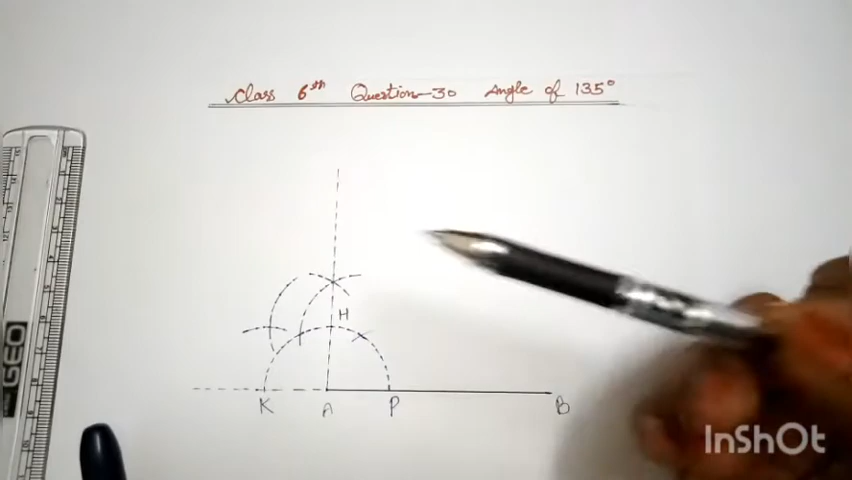 Class 6th Question-30 Angle of 135°
H
K A P B
GEO
InShOt